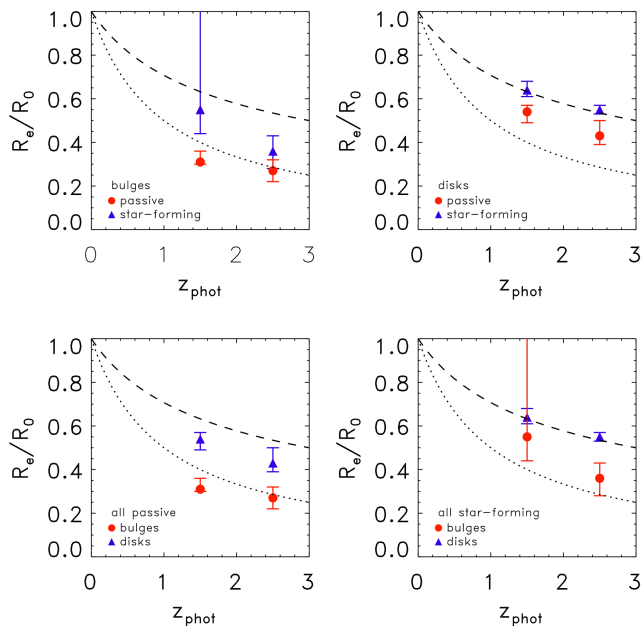 1.0
0.8
0.6
0.4
0.2
0.0
R_e/R_0
bulges
passive
star-forming
0 1 2 3
z_phot
1.0
0.8
0.6
0.4
0.2
0.0
R_e/R_0
disks
passive
star-forming
0 1 2 3
z_phot
1.0
0.8
0.6
0.4
0.2
0.0
R_e/R_0
all passive
bulges
disks
0 1 2 3
z_phot
1.0
0.8
0.6
0.4
0.2
0.0
R_e/R_0
all star-forming
bulges
disks
0 1 2 3
z_phot